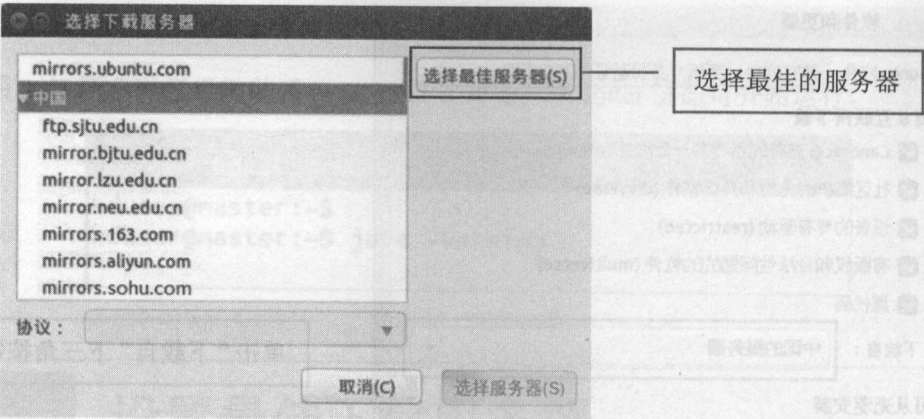 选择下载服务器
mirrors.ubuntu.com
选择最佳服务器(S)
选择最佳的服务器
中国
ftp.sjtu.edu.cn
mirror.bjtu.edu.cn
mirror.lzu.edu.cn
mirror.neu.edu.cn
mirrors.163.com
mirrors.aliyun.com
mirrors.sohu.com
协议：
取消(C)
选择服务器(S)